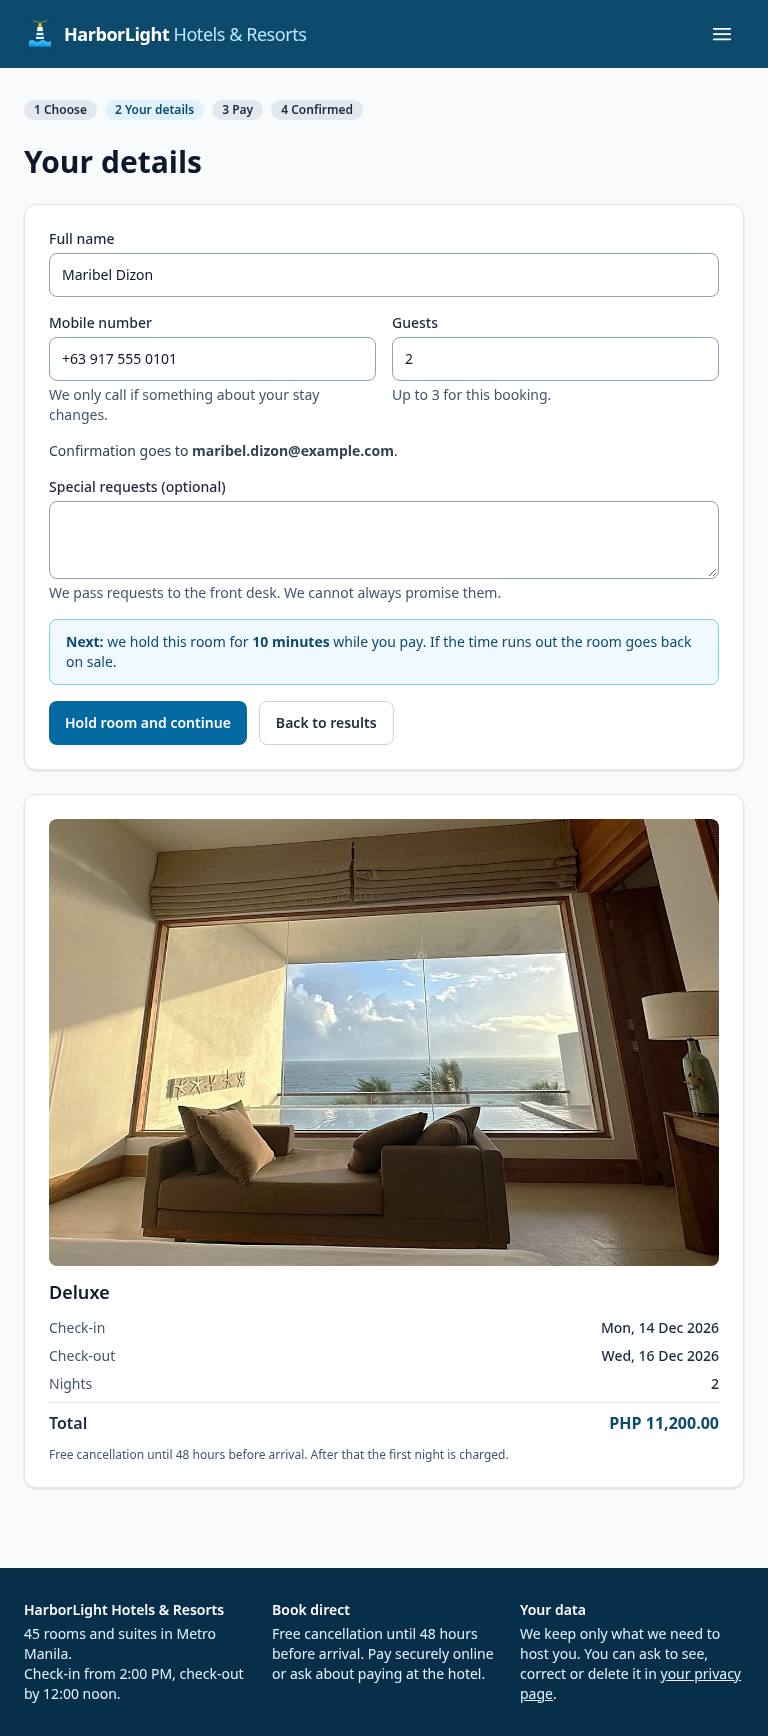 HarborLight Hotels & Resorts
1 Choose
2 Your details
3 Pay
4 Confirmed
Your details
Full name
Maribel Dizon
Mobile number
+63 917 555 0101
We only call if something about your stay
changes.
Guests
2
Up to 3 for this booking.
Confirmation goes to maribel.dizon@example.com.
Special requests (optional)
We pass requests to the front desk. We cannot always promise them.
Next: we hold this room for 10 minutes while you pay. If the time runs out the room goes back
on sale.
Hold room and continue
Back to results
Deluxe
Check-in Mon, 14 Dec 2026
Check-out Wed, 16 Dec 2026
Nights 2
Total PHP 11,200.00
Free cancellation until 48 hours before arrival. After that the first night is charged.
HarborLight Hotels & Resorts
45 rooms and suites in Metro
Manila.
Check-in from 2:00 PM, check-out
by 12:00 noon.
Book direct
Free cancellation until 48 hours
before arrival. Pay securely online
or ask about paying at the hotel.
Your data
We keep only what we need to
host you. You can ask to see,
correct or delete it in your privacy
page.